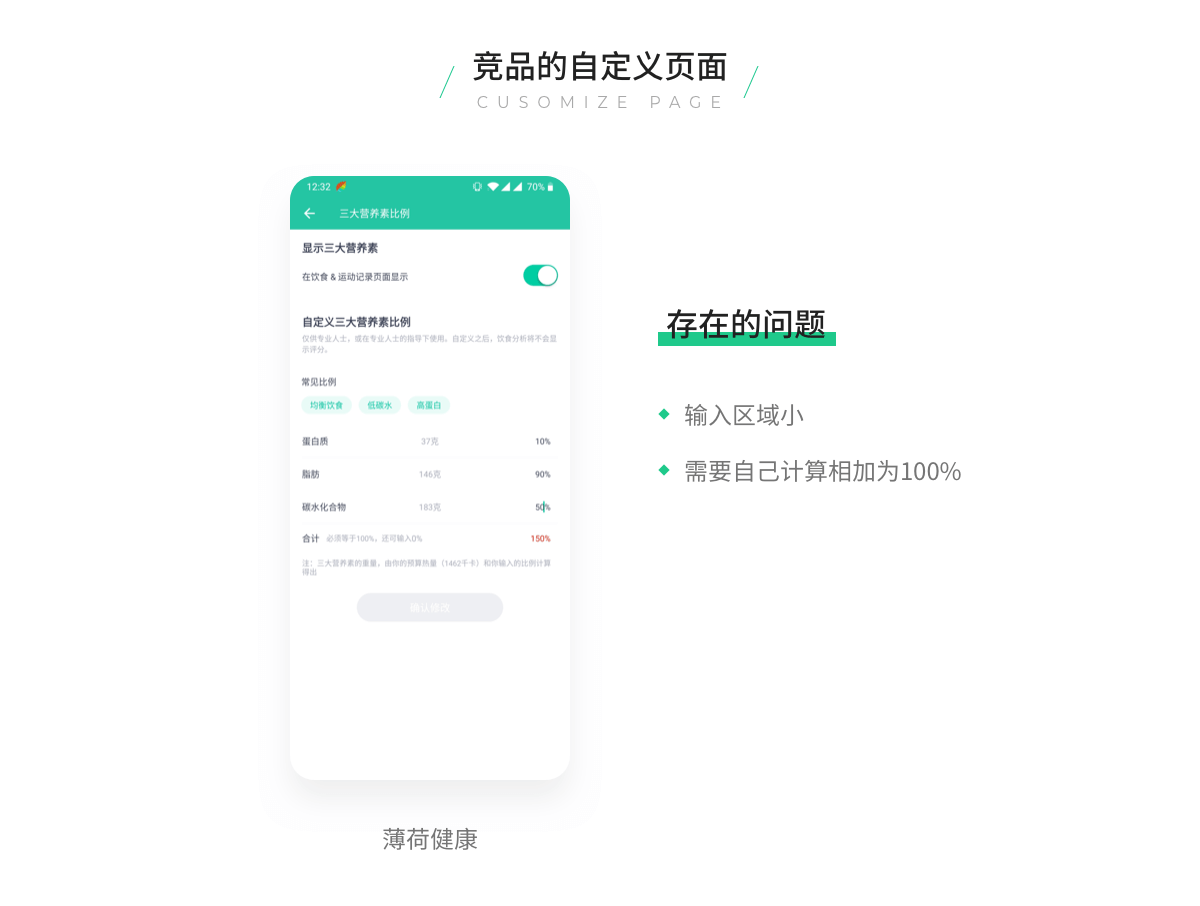 竞品的自定义页面
CUSOMIZE PAGE
12:32 70%
三大营养素比例
显示三大营养素
在饮食 & 运动记录页面显示
自定义三大营养素比例
仅供专业人士，或在专业人士的指导下使用。自定义之后，饮食分析将不会显
示评分。
常见比例
均衡饮食 低碳水 高蛋白
蛋白质 37克 10%
脂肪 146克 90%
碳水化合物 183克 50%
合计 必须等于100%，还可输入0% 150%
注：三大营养素的重量，由你的预算热量（1462千卡）和你输入的比例计算
得出
确认修改
薄荷健康
存在的问题
输入区域小
需要自己计算相加为100%